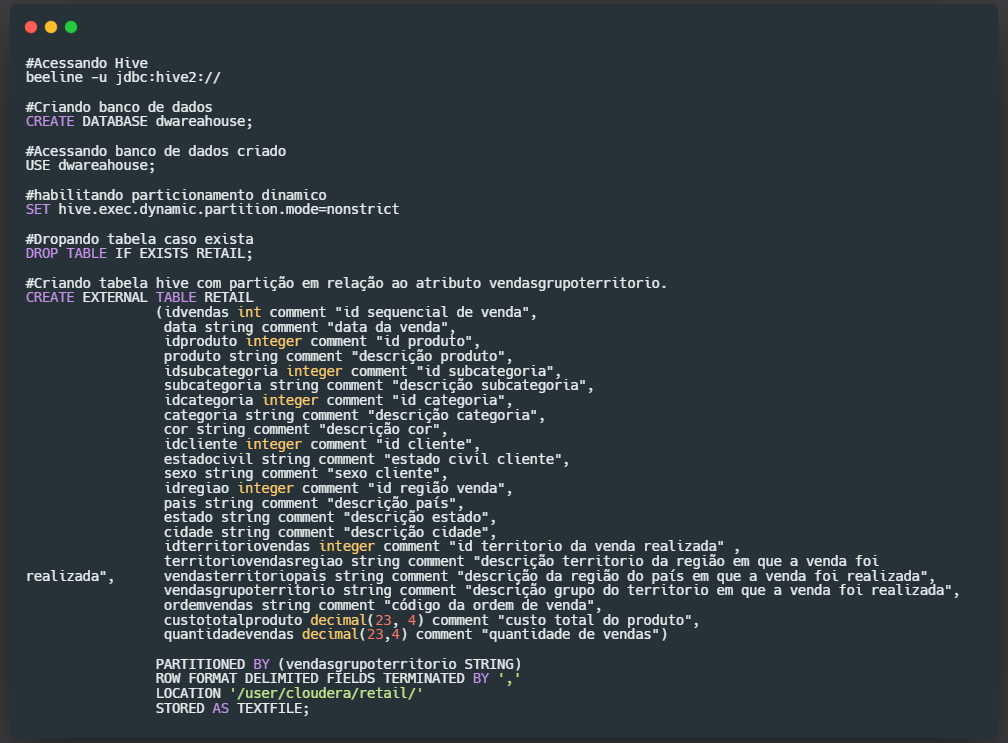 #Acessando Hive
beeline -u jdbc:hive2://
#Criando banco de dados
CREATE DATABASE dwareahouse;
#Acessando banco de dados criado
USE dwareahouse;
#habilitando particionamento dinamico
SET hive.exec.dynamic.partition.mode=nonstrict
#Dropando tabela caso exista
DROP TABLE IF EXISTS RETAIL;
#Criando tabela hive com partição em relação ao atributo vendasgrupoterritorio.
CREATE EXTERNAL TABLE RETAIL
(idvendas int comment "id sequencial de venda",
data string comment "data da venda",
idproduto integer comment "id produto",
produto string comment "descrição produto",
idsubcategoria integer comment "id subcategoria",
subcategoria string comment "descrição subcategoria",
idcategoria integer comment "id categoria",
categoria string comment "descrição categoria",
cor string comment "descrição cor",
idcliente integer comment "id cliente",
estadocivil string comment "estado civil cliente",
sexo string comment "sexo cliente",
idregiao integer comment "id região venda",
pais string comment "descrição país",
estado string comment "descrição estado",
cidade string comment "descrição cidade",
idterritoriovendas integer comment "id territorio da venda realizada" ,
territoriovendasregiao string comment "descrição territorio da região em que a venda foi
realizada", vendasterritoriopais string comment "descrição da região do país em que a venda foi realizada",
vendasgrupoterritorio string comment "descrição grupo do territorio em que a venda foi realizada",
ordemvendas string comment "código da ordem de venda",
custototalproduto decimal(23, 4) comment "custo total do produto",
quantidadevendas decimal(23,4) comment "quantidade de vendas")
PARTITIONED BY (vendasgrupoterritorio STRING)
ROW FORMAT DELIMITED FIELDS TERMINATED BY ','
LOCATION '/user/cloudera/retail/'
STORED AS TEXTFILE;